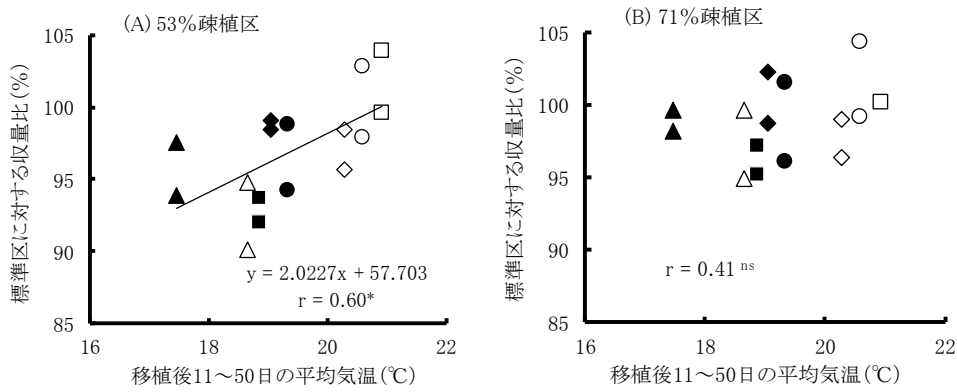 (A) 53%疎植区
標準区に対する収量比(%)
105
100
95
90
85
y = 2.0227x + 57.703
r = 0.60*
16
18
20
22
移植後11～50日の平均気温(℃)
(B) 71%疎植区
標準区に対する収量比(%)
105
100
95
90
85
r = 0.41 ns
16
18
20
22
移植後11～50日の平均気温(℃)